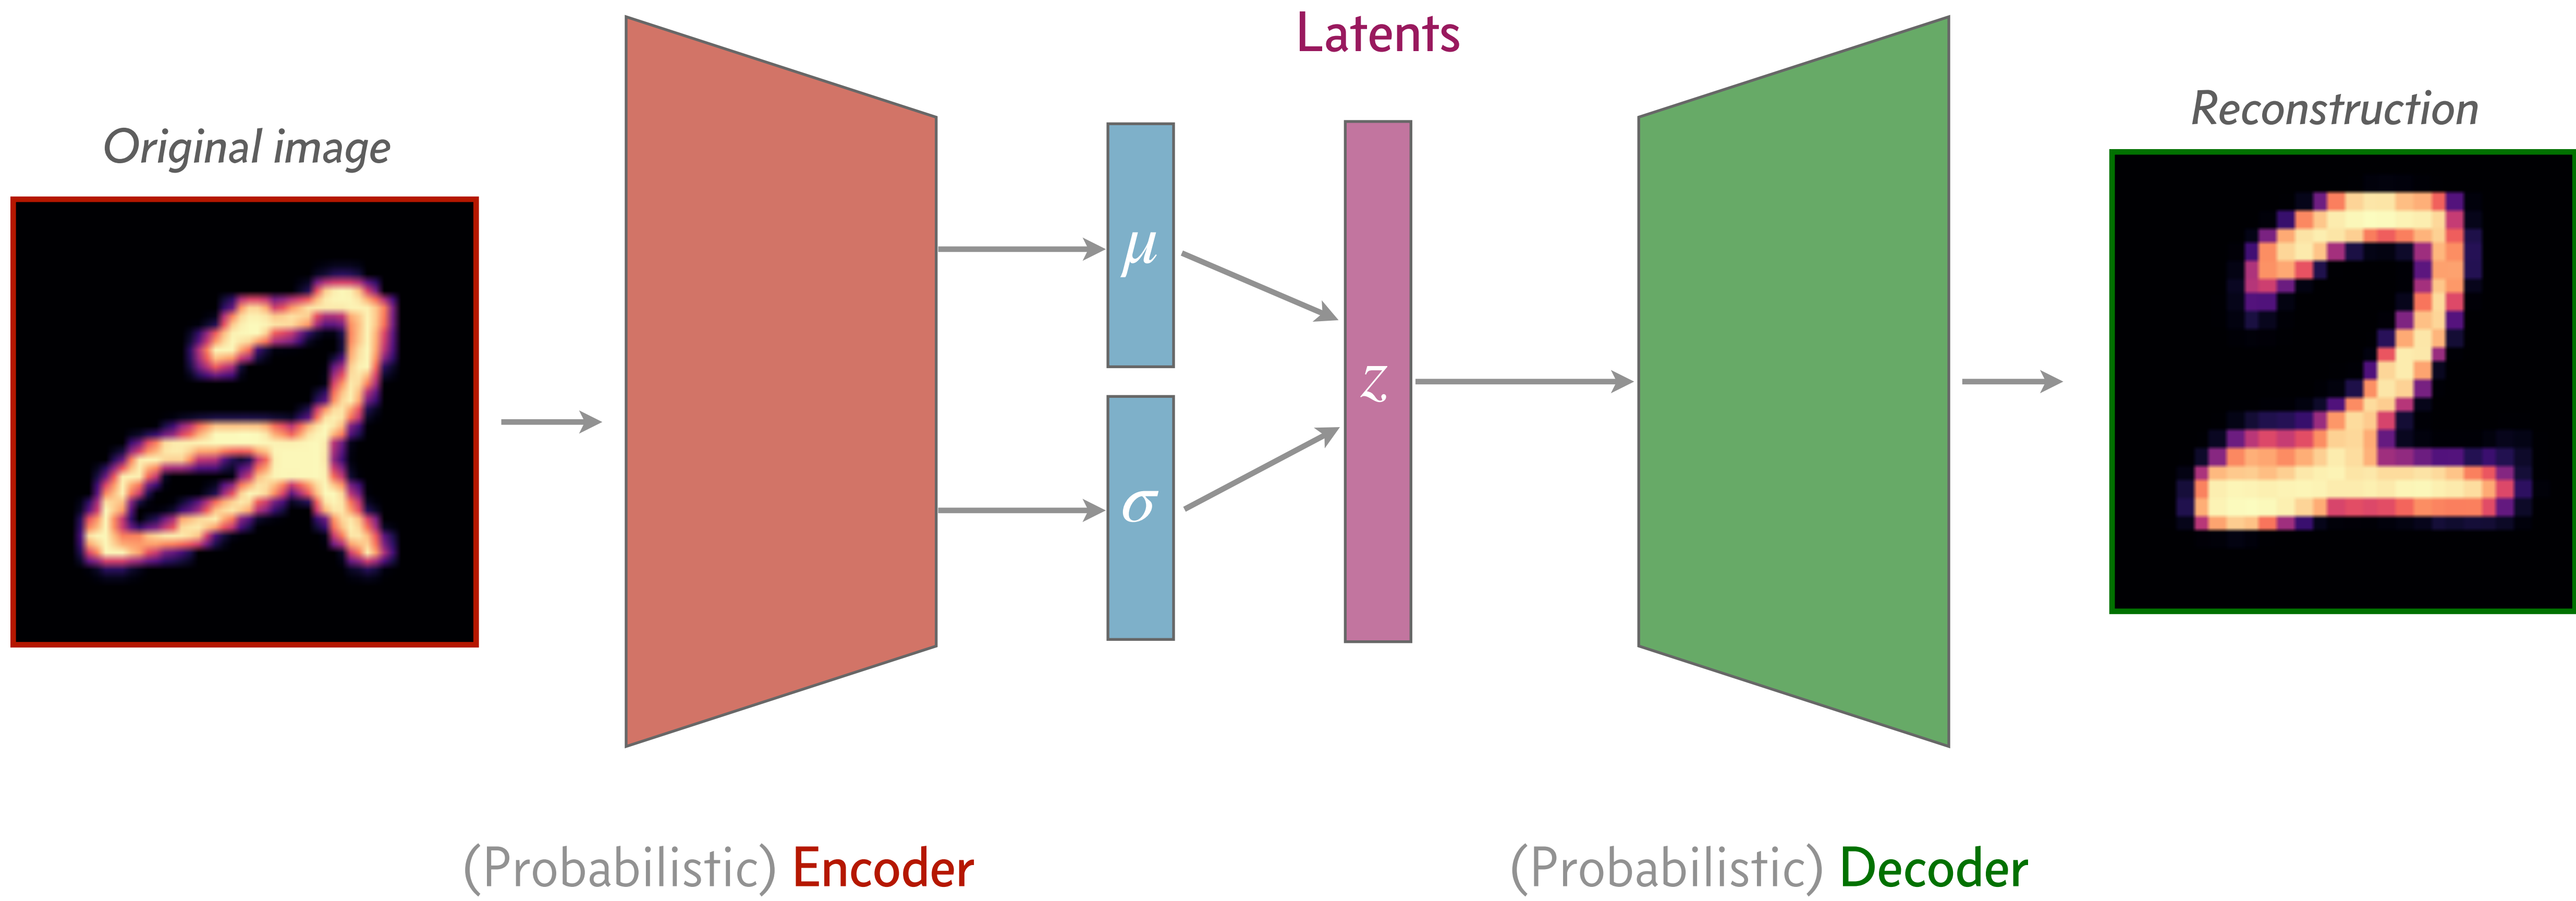 Latents
Original image
Reconstruction
μ
σ
z
(Probabilistic) Encoder
(Probabilistic) Decoder